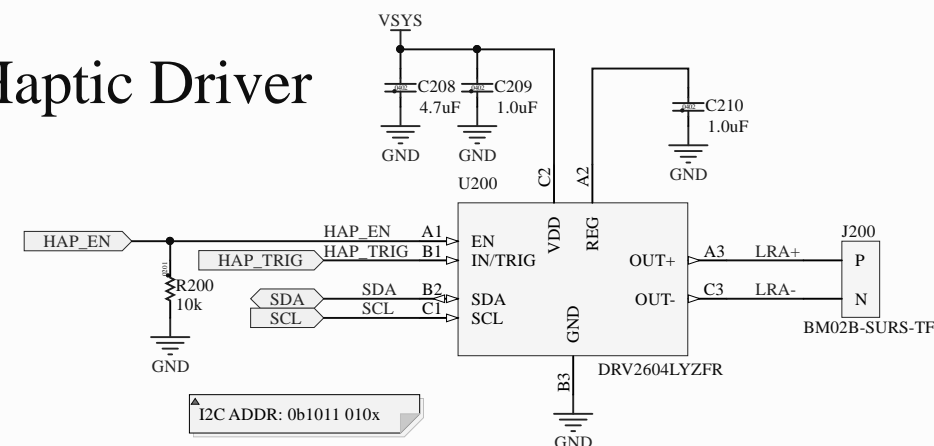 VSYS
Haptic Driver
C208
4.7uF
C209
1.0uF
C210
1.0uF
GND
GND
GND
U200
C2
A2
HAP_EN
HAP_EN
A1
EN
VDD
REG
J200
HAP_TRIG
HAP_TRIG
B1
IN/TRIG
OUT+
A3
LRA+
P
0201
R200
10k
SDA
SDA
B2
SDA
OUT-
C3
LRA-
N
SCL
SCL
C1
SCL
GND
BM02B-SURS-TF
GND
B3
DRV2604LYZFR
I2C ADDR: 0b1011 010x
GND